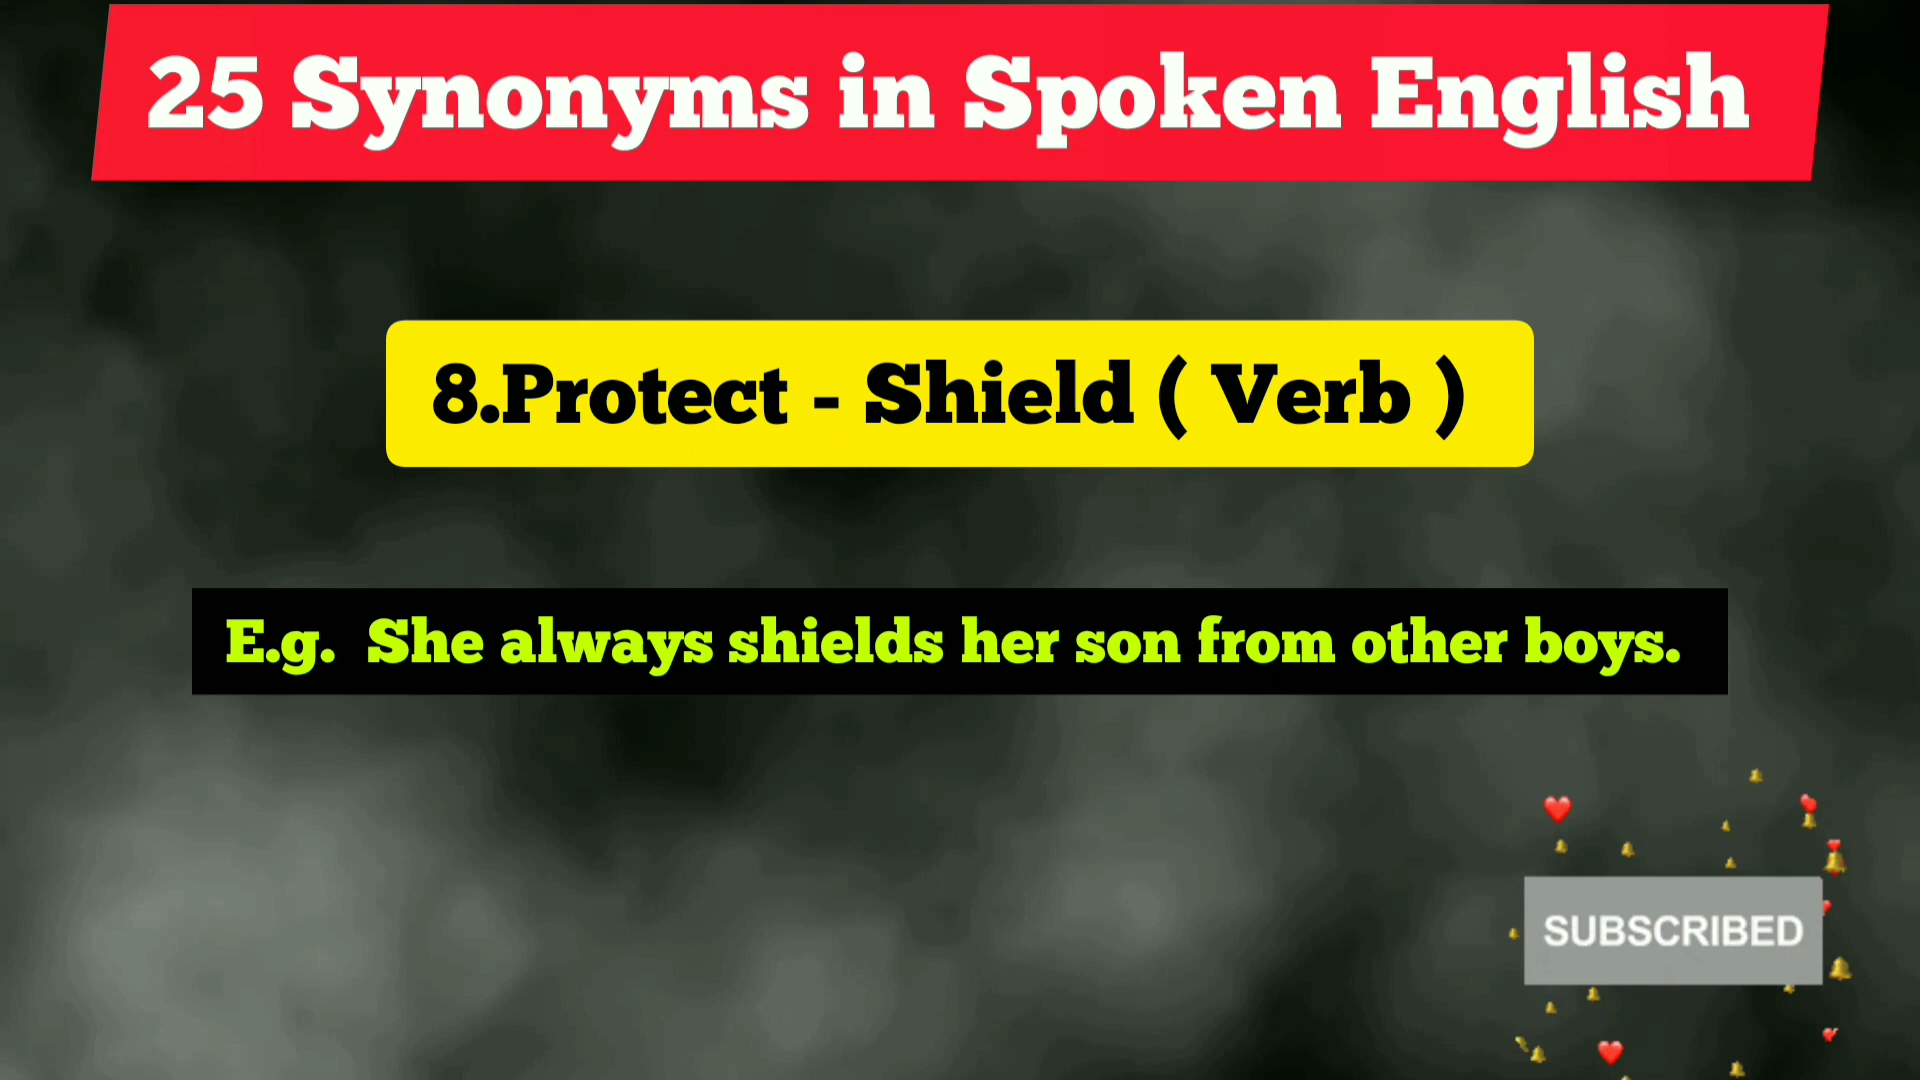 25 Synonyms in Spoken English
8.Protect - Shield ( Verb )
E.g. She always shields her son from other boys.
SUBSCRIBED